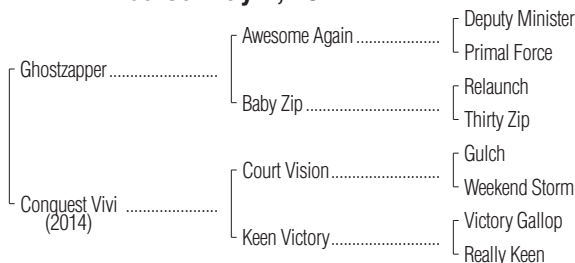 Deputy Minister
Awesome Again
Primal Force
Ghostzapper
Relaunch
Baby Zip
Thirty Zip
Gulch
Court Vision
Weekend Storm
Conquest Vivi
(2014)
Victory Gallop
Keen Victory
Really Keen